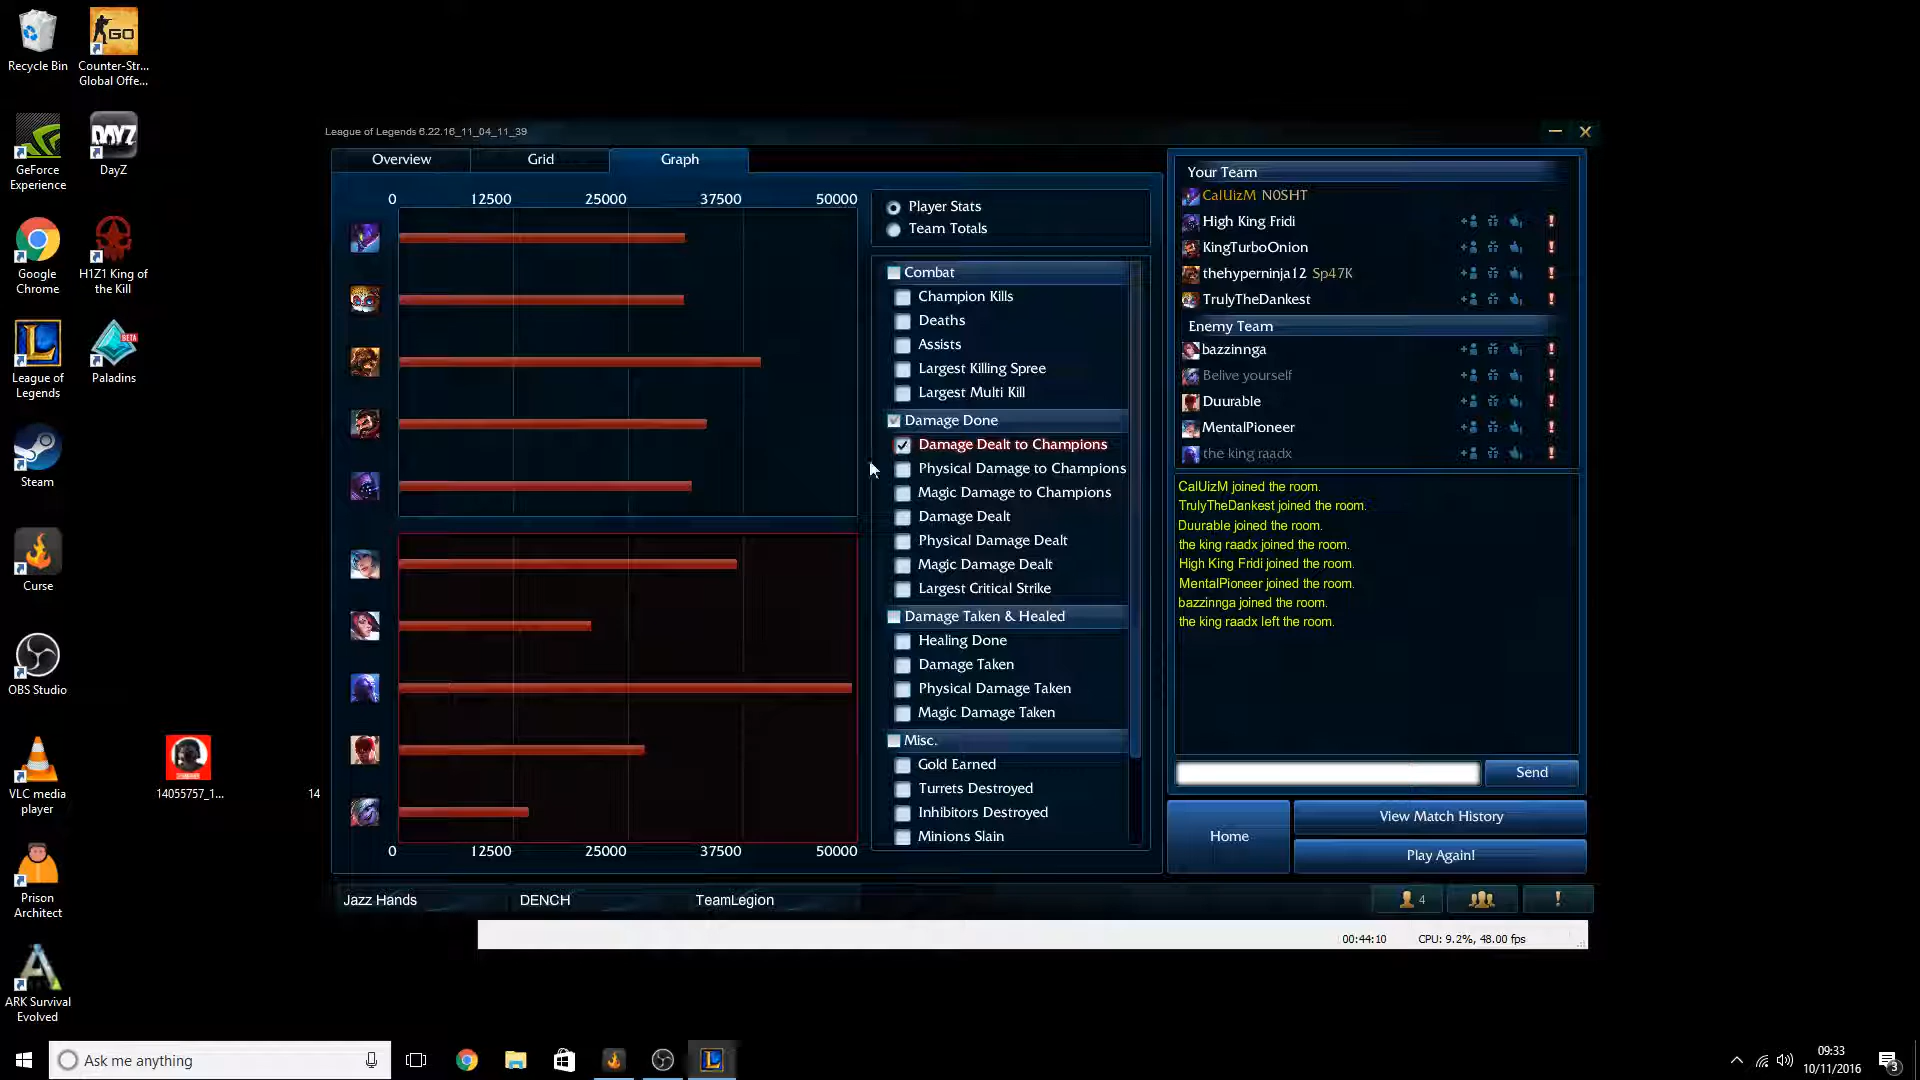 Recycle Bin
Counter-Str...
Global Offe...
GeForce
Experience
DayZ
Google
Chrome
H1Z1 King of
the Kill
League of
Legends
Paladins
Steam
Curse
OBS Studio
VLC media
player
14055757_1...
14
Prison
Architect
ARK Survival
Evolved
League of Legends 6.22.16_11_04_11_39
Overview
Grid
Graph
0 12500 25000 37500 50000
0 12500 25000 37500 50000
Player Stats
Team Totals
Combat
Champion Kills
Deaths
Assists
Largest Killing Spree
Largest Multi Kill
Damage Done
Damage Dealt to Champions
Physical Damage to Champions
Magic Damage to Champions
Damage Dealt
Physical Damage Dealt
Magic Damage Dealt
Largest Critical Strike
Damage Taken & Healed
Healing Done
Damage Taken
Physical Damage Taken
Magic Damage Taken
Misc.
Gold Earned
Turrets Destroyed
Inhibitors Destroyed
Minions Slain
Your Team
CalUizM N0SHT
High King Fridi
KingTurboOnion
thehyperninja12 Sp47K
TrulyTheDankest
Enemy Team
bazzinnga
Belive yourself
Duurable
MentalPioneer
the king raadx
CalUizM joined the room.
TrulyTheDankest joined the room.
Duurable joined the room.
the king raadx joined the room.
High King Fridi joined the room.
MentalPioneer joined the room.
bazzinnga joined the room.
the king raadx left the room.
Send
Home
View Match History
Play Again!
Jazz Hands
DENCH
TeamLegion
4
00:44:10
CPU: 9.2%, 48.00 fps
Ask me anything
09:33
10/11/2016
3